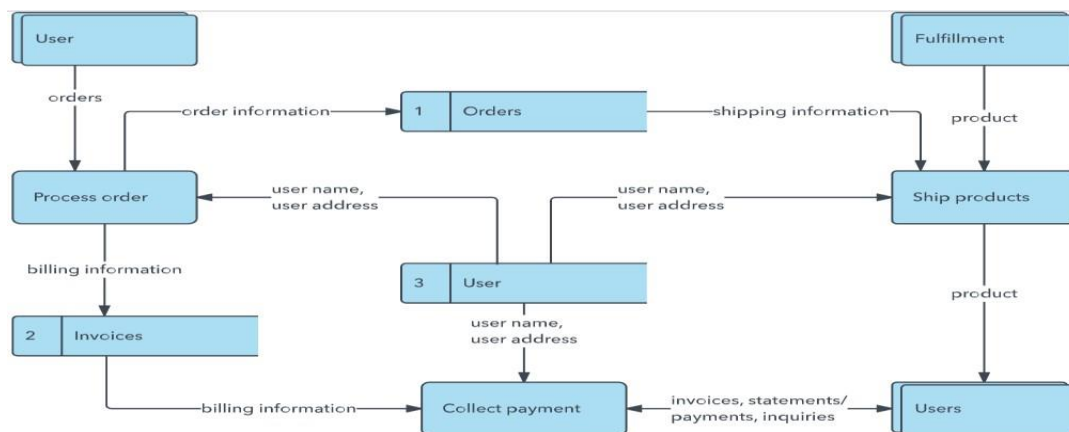 User
Fulfillment
orders
order information
1 Orders
shipping information
product
Process order
user name,
user address
user name,
user address
Ship products
billing information
3 User
product
2 Invoices
user name,
user address
billing information
Collect payment
invoices, statements/
payments, inquiries
Users